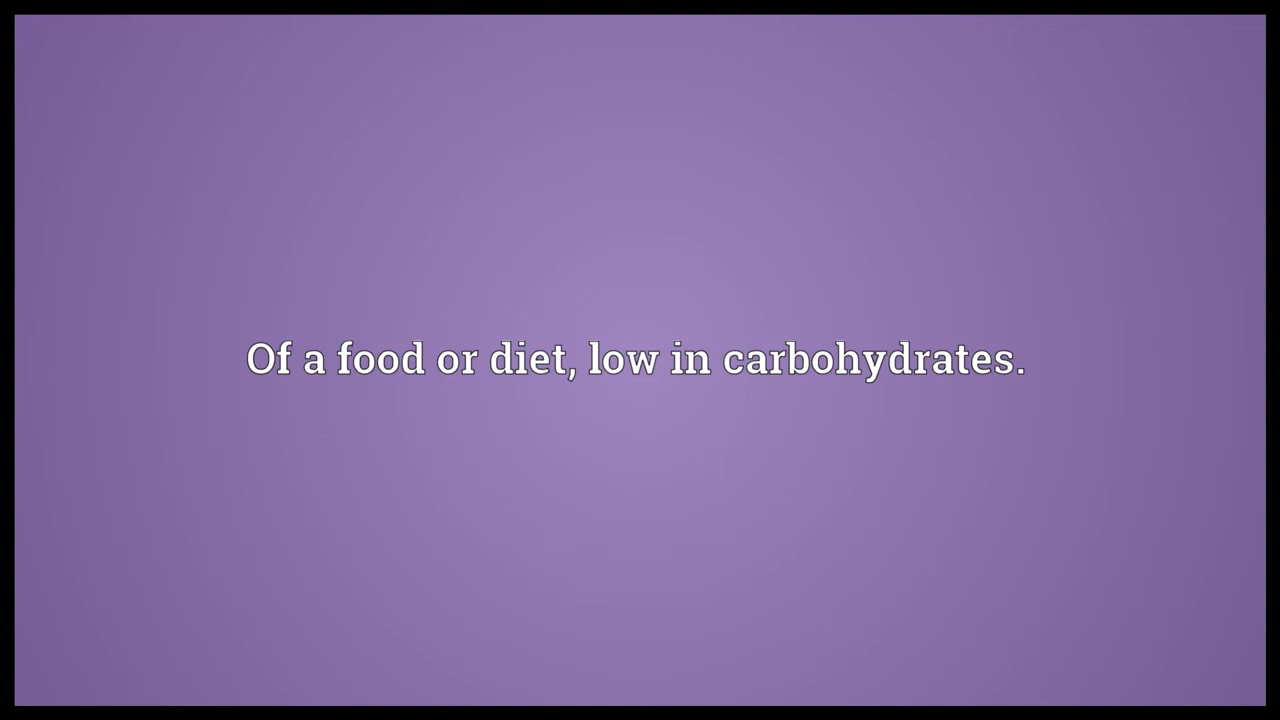 Of a food or diet, low in carbohydrates.